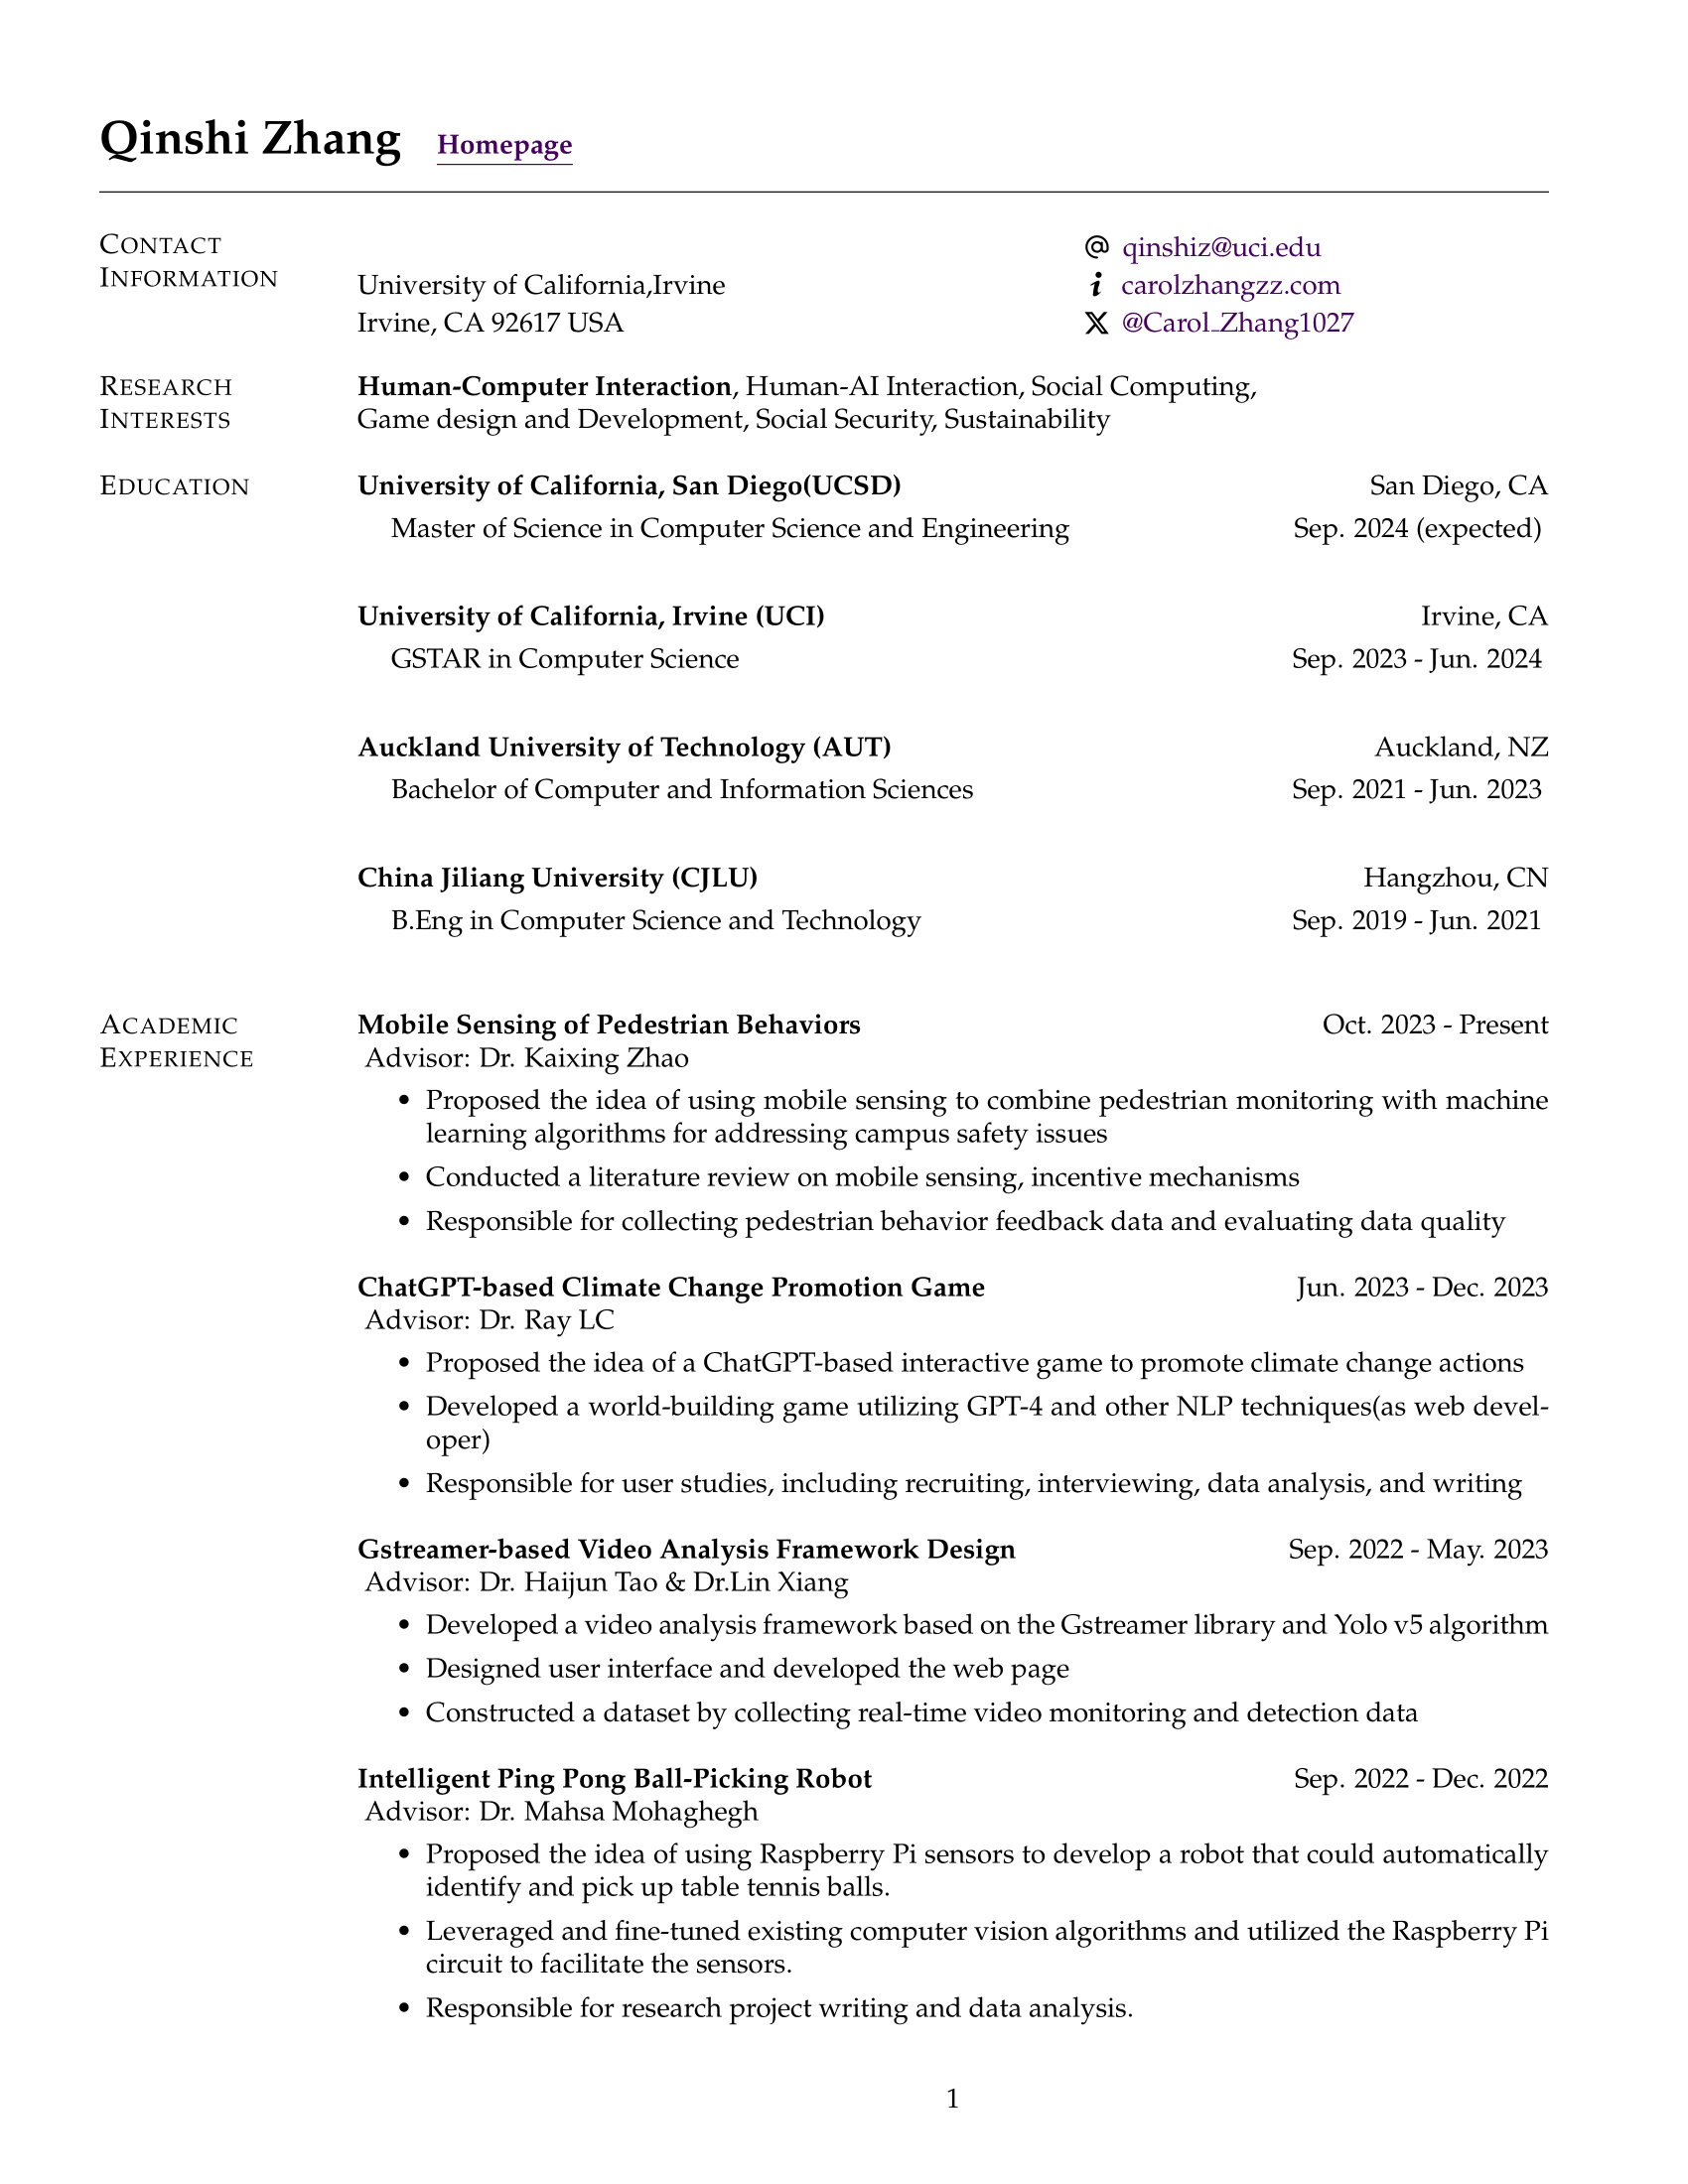 Qinshi Zhang Homepage
CONTACT
INFORMATION
University of California,Irvine
Irvine, CA 92617 USA
@ qinshiz@uci.edu
i carolzhangzz.com
X @Carol_Zhang1027
RESEARCH
INTERESTS
Human-Computer Interaction, Human-AI Interaction, Social Computing,
Game design and Development, Social Security, Sustainability
EDUCATION
University of California, San Diego(UCSD) San Diego, CA
Master of Science in Computer Science and Engineering Sep. 2024 (expected)
University of California, Irvine (UCI) Irvine, CA
GSTAR in Computer Science Sep. 2023 - Jun. 2024
Auckland University of Technology (AUT) Auckland, NZ
Bachelor of Computer and Information Sciences Sep. 2021 - Jun. 2023
China Jiliang University (CJLU) Hangzhou, CN
B.Eng in Computer Science and Technology Sep. 2019 - Jun. 2021
ACADEMIC
EXPERIENCE
Mobile Sensing of Pedestrian Behaviors Oct. 2023 - Present
Advisor: Dr. Kaixing Zhao
• Proposed the idea of using mobile sensing to combine pedestrian monitoring with machine
learning algorithms for addressing campus safety issues
• Conducted a literature review on mobile sensing, incentive mechanisms
• Responsible for collecting pedestrian behavior feedback data and evaluating data quality
ChatGPT-based Climate Change Promotion Game Jun. 2023 - Dec. 2023
Advisor: Dr. Ray LC
• Proposed the idea of a ChatGPT-based interactive game to promote climate change actions
• Developed a world-building game utilizing GPT-4 and other NLP techniques(as web devel-
oper)
• Responsible for user studies, including recruiting, interviewing, data analysis, and writing
Gstreamer-based Video Analysis Framework Design Sep. 2022 - May. 2023
Advisor: Dr. Haijun Tao & Dr.Lin Xiang
• Developed a video analysis framework based on the Gstreamer library and Yolo v5 algorithm
• Designed user interface and developed the web page
• Constructed a dataset by collecting real-time video monitoring and detection data
Intelligent Ping Pong Ball-Picking Robot Sep. 2022 - Dec. 2022
Advisor: Dr. Mahsa Mohaghegh
• Proposed the idea of using Raspberry Pi sensors to develop a robot that could automatically
identify and pick up table tennis balls.
• Leveraged and fine-tuned existing computer vision algorithms and utilized the Raspberry Pi
circuit to facilitate the sensors.
• Responsible for research project writing and data analysis.
1